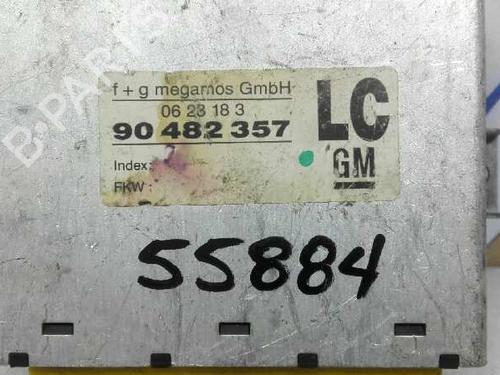 f + g megamos GmbH
06 23 18 3
90 482 357
LC
GM
Index:
FKW :
55884
B-PARTS